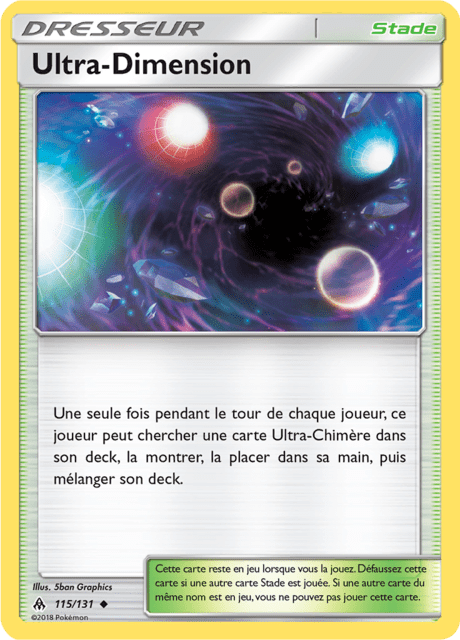 DRESSEUR
Stade
Ultra-Dimension
Une seule fois pendant le tour de chaque joueur, ce
joueur peut chercher une carte Ultra-Chimère dans
son deck, la montrer, la placer dans sa main, puis
mélanger son deck.
Cette carte reste en jeu lorsque vous la jouez. Défaussez cette
carte si une autre carte Stade est jouée. Si une autre carte du
même nom est en jeu, vous ne pouvez pas jouer cette carte.
Illus. 5ban Graphics
115/131
©2018 Pokémon